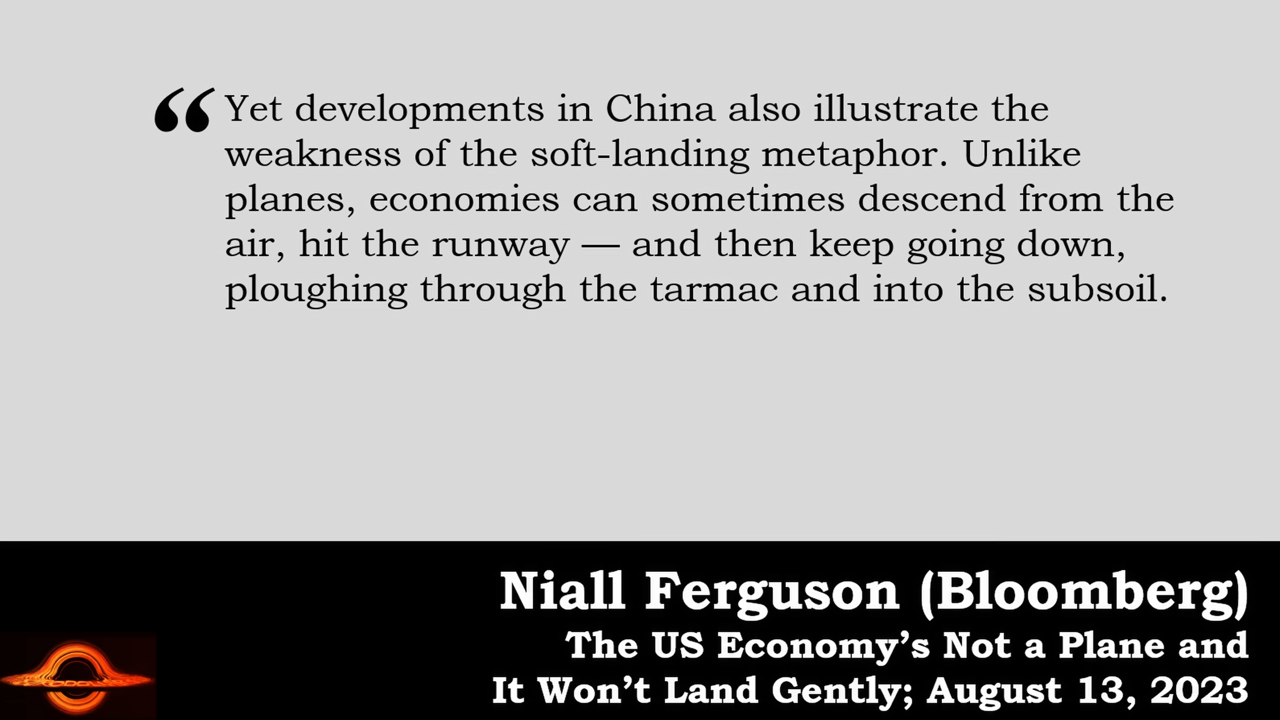 “ Yet developments in China also illustrate the
weakness of the soft-landing metaphor. Unlike
planes, economies can sometimes descend from the
air, hit the runway — and then keep going down,
ploughing through the tarmac and into the subsoil.
Niall Ferguson (Bloomberg)
The US Economy’s Not a Plane and
It Won’t Land Gently; August 13, 2023